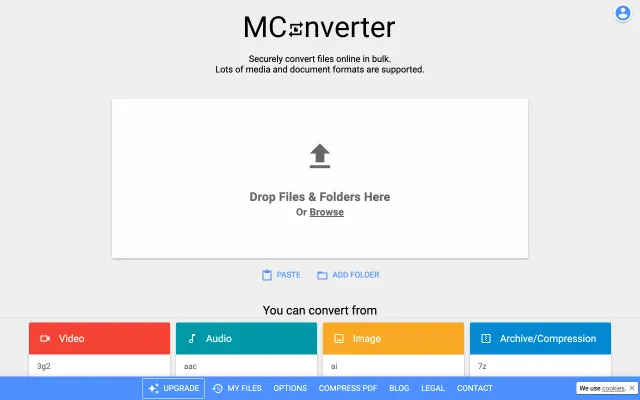 MConverter
Securely convert files online in bulk.
Lots of media and document formats are supported.
Drop Files & Folders Here
Or Browse
PASTE ADD FOLDER
You can convert from
Video Audio Image Archive/Compression
3g2 aac ai 7z
UPGRADE MY FILES OPTIONS COMPRESS PDF BLOG LEGAL CONTACT We use cookies. ×